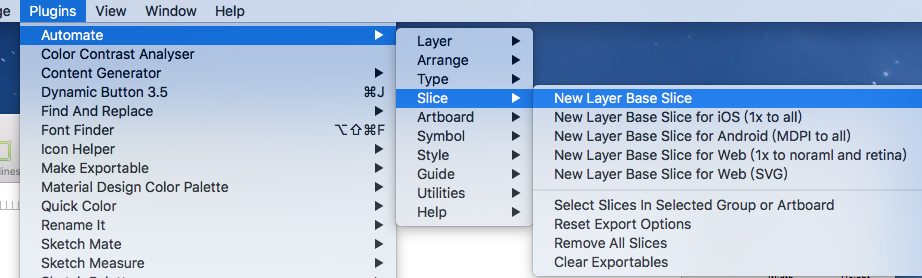 ge Plugins View Window Help
Automate
Color Contrast Analyser
Content Generator
Dynamic Button 3.5 ⌘J
Find And Replace
Font Finder ⌥⇧⌘F
Icon Helper
Make Exportable
Material Design Color Palette
Quick Color
Rename It
Sketch Mate
Sketch Measure
Layer
Arrange
Type
Slice
Artboard
Symbol
Style
Guide
Utilities
Help
New Layer Base Slice
New Layer Base Slice for iOS (1x to all)
New Layer Base Slice for Android (MDPI to all)
New Layer Base Slice for Web (1x to noraml and retina)
New Layer Base Slice for Web (SVG)
Select Slices In Selected Group or Artboard
Reset Export Options
Remove All Slices
Clear Exportables
lines